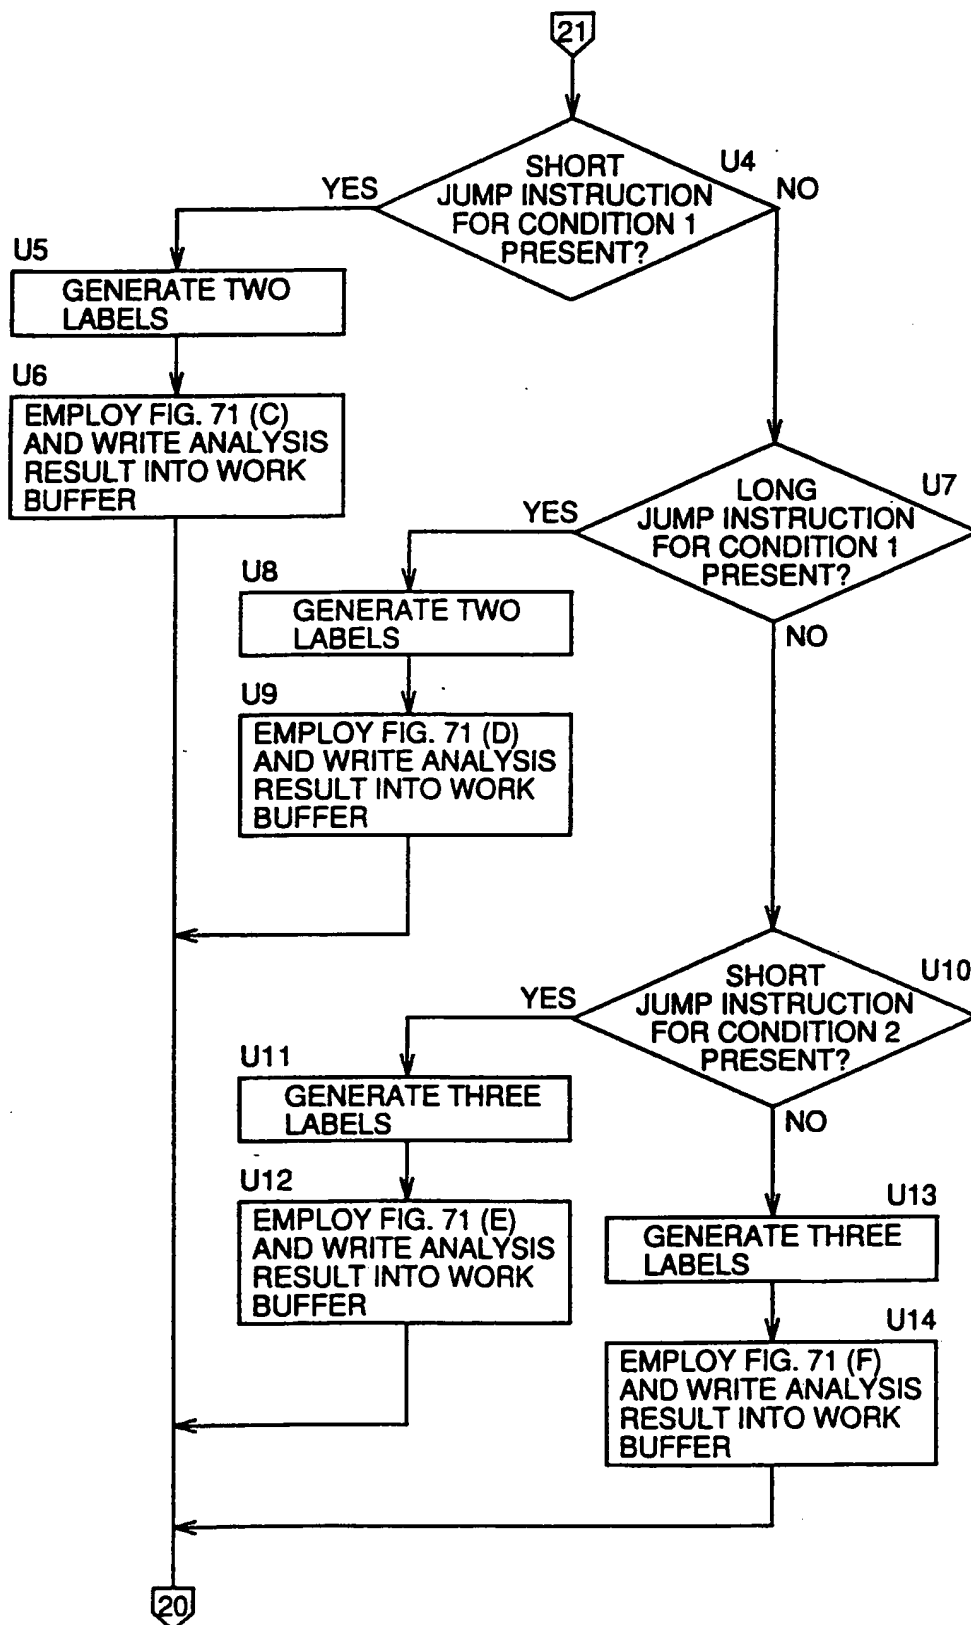 21
SHORT
JUMP INSTRUCTION
FOR CONDITION 1
PRESENT?
U4
YES
NO
U5
GENERATE TWO
LABELS
U6
EMPLOY FIG. 71 (C)
AND WRITE ANALYSIS
RESULT INTO WORK
BUFFER
LONG
JUMP INSTRUCTION
FOR CONDITION 1
PRESENT?
U7
YES
NO
U8
GENERATE TWO
LABELS
U9
EMPLOY FIG. 71 (D)
AND WRITE ANALYSIS
RESULT INTO WORK
BUFFER
SHORT
JUMP INSTRUCTION
FOR CONDITION 2
PRESENT?
U10
YES
NO
U11
GENERATE THREE
LABELS
U12
EMPLOY FIG. 71 (E)
AND WRITE ANALYSIS
RESULT INTO WORK
BUFFER
U13
GENERATE THREE
LABELS
U14
EMPLOY FIG. 71 (F)
AND WRITE ANALYSIS
RESULT INTO WORK
BUFFER
20